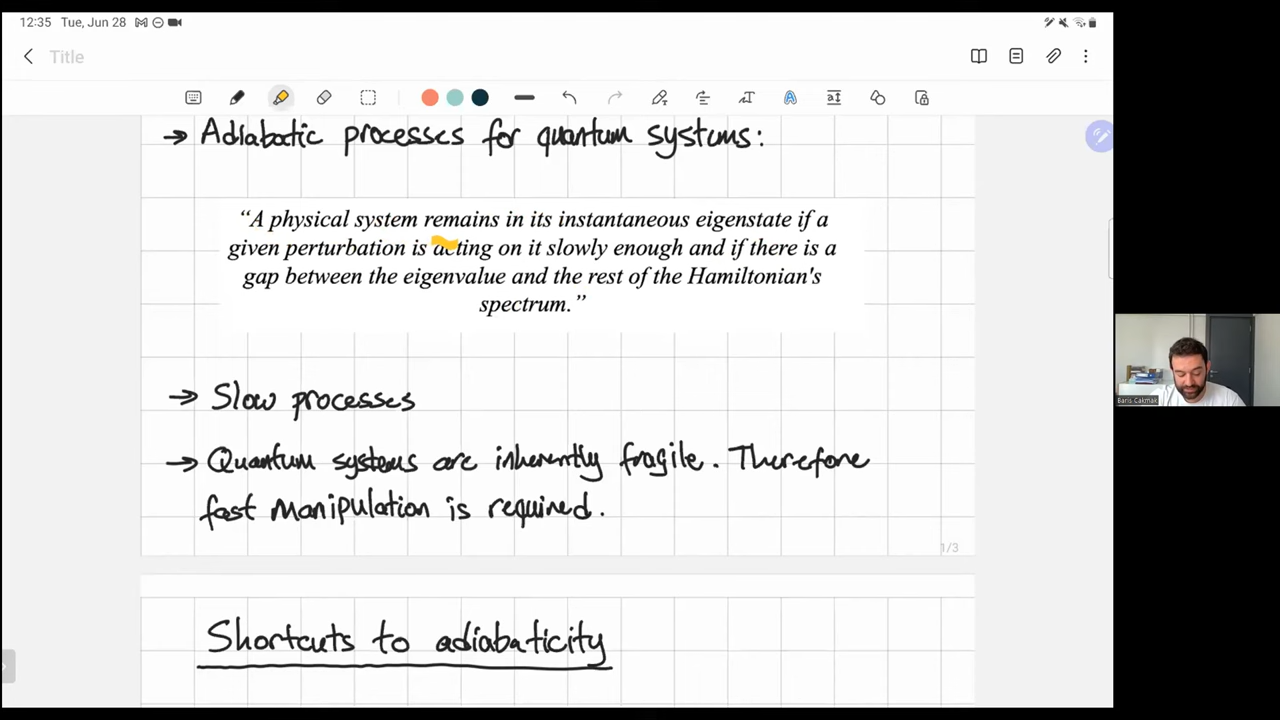 12:35 Tue, Jun 28
Title
→ Adiabatic processes for quantum systems:
“A physical system remains in its instantaneous eigenstate if a
given perturbation is acting on it slowly enough and if there is a
gap between the eigenvalue and the rest of the Hamiltonian's
spectrum.”
→ Slow processes
→ Quantum systems are inherently fragile. Therefore
fast manipulation is required.
1/3
Shortcuts to adiabaticity
Baris Cakmak